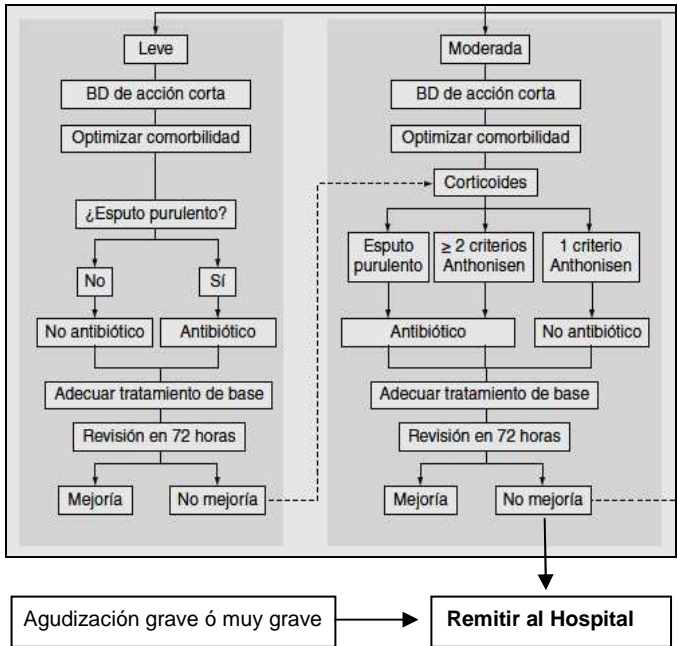 Leve
BD de acción corta
Optimizar comorbilidad
¿Esputo purulento?
No
Sí
No antibiótico
Antibiótico
Adecuar tratamiento de base
Revisión en 72 horas
Mejoría
No mejoría
Moderada
BD de acción corta
Optimizar comorbilidad
Corticoides
Esputo
purulento
≥ 2 criterios
Anthonisen
1 criterio
Anthonisen
Antibiótico
No antibiótico
Adecuar tratamiento de base
Revisión en 72 horas
Mejoría
No mejoría
Agudización grave ó muy grave
Remitir al Hospital